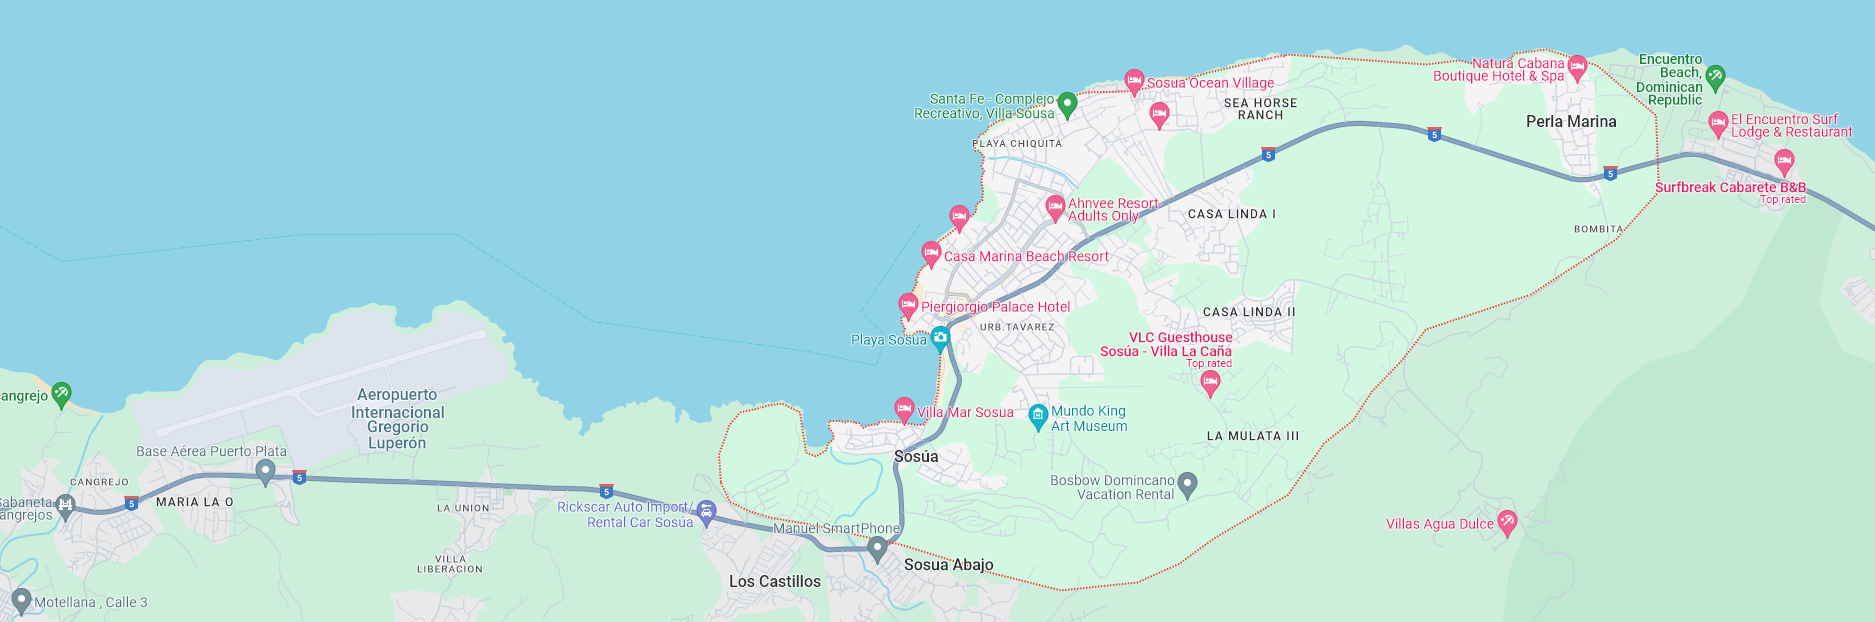 Natura Cabana
Boutique Hotel & Spa
Encuentro
Beach,
Dominican
Republic
Sosua Ocean Village
Santa Fe - Complejo
Recreativo, Villa Sousa
SEA HORSE
RANCH
Perla Marina
El Encuentro Surf
Lodge & Restaurant
5
5
PLAYA CHIQUITA
5
5
Surfbreak Cabarete B&B
Top rated
Ahnvee Resort-
Adults Only
CASA LINDA I
BOMBITA
Casa Marina Beach Resort
Piergiorgio Palace Hotel
CASA LINDA II
URB.TAVAREZ
Playa Sosúa
VLC Guesthouse
Sosúa - Villa La Caña
Top rated
cangrejo
Aeropuerto
Internacional
Gregorio
Luperón
Villa Mar Sosua
Mundo King
Art Museum
LA MULATA III
Base Aérea Puerto Plata
Sosúa
5
CANGREJO
Bosbow Domincano
Vacation Rental
5
Sabaneta
angrejos
5
MARIA LA O
LA UNION
Rickscar Auto Import/
Rental Car Sosúa
Manuel SmartPhone
Villas Agua Dulce
VILLA
LIBERACION
Sosua Abajo
Los Castillos
Motellana , Calle 3